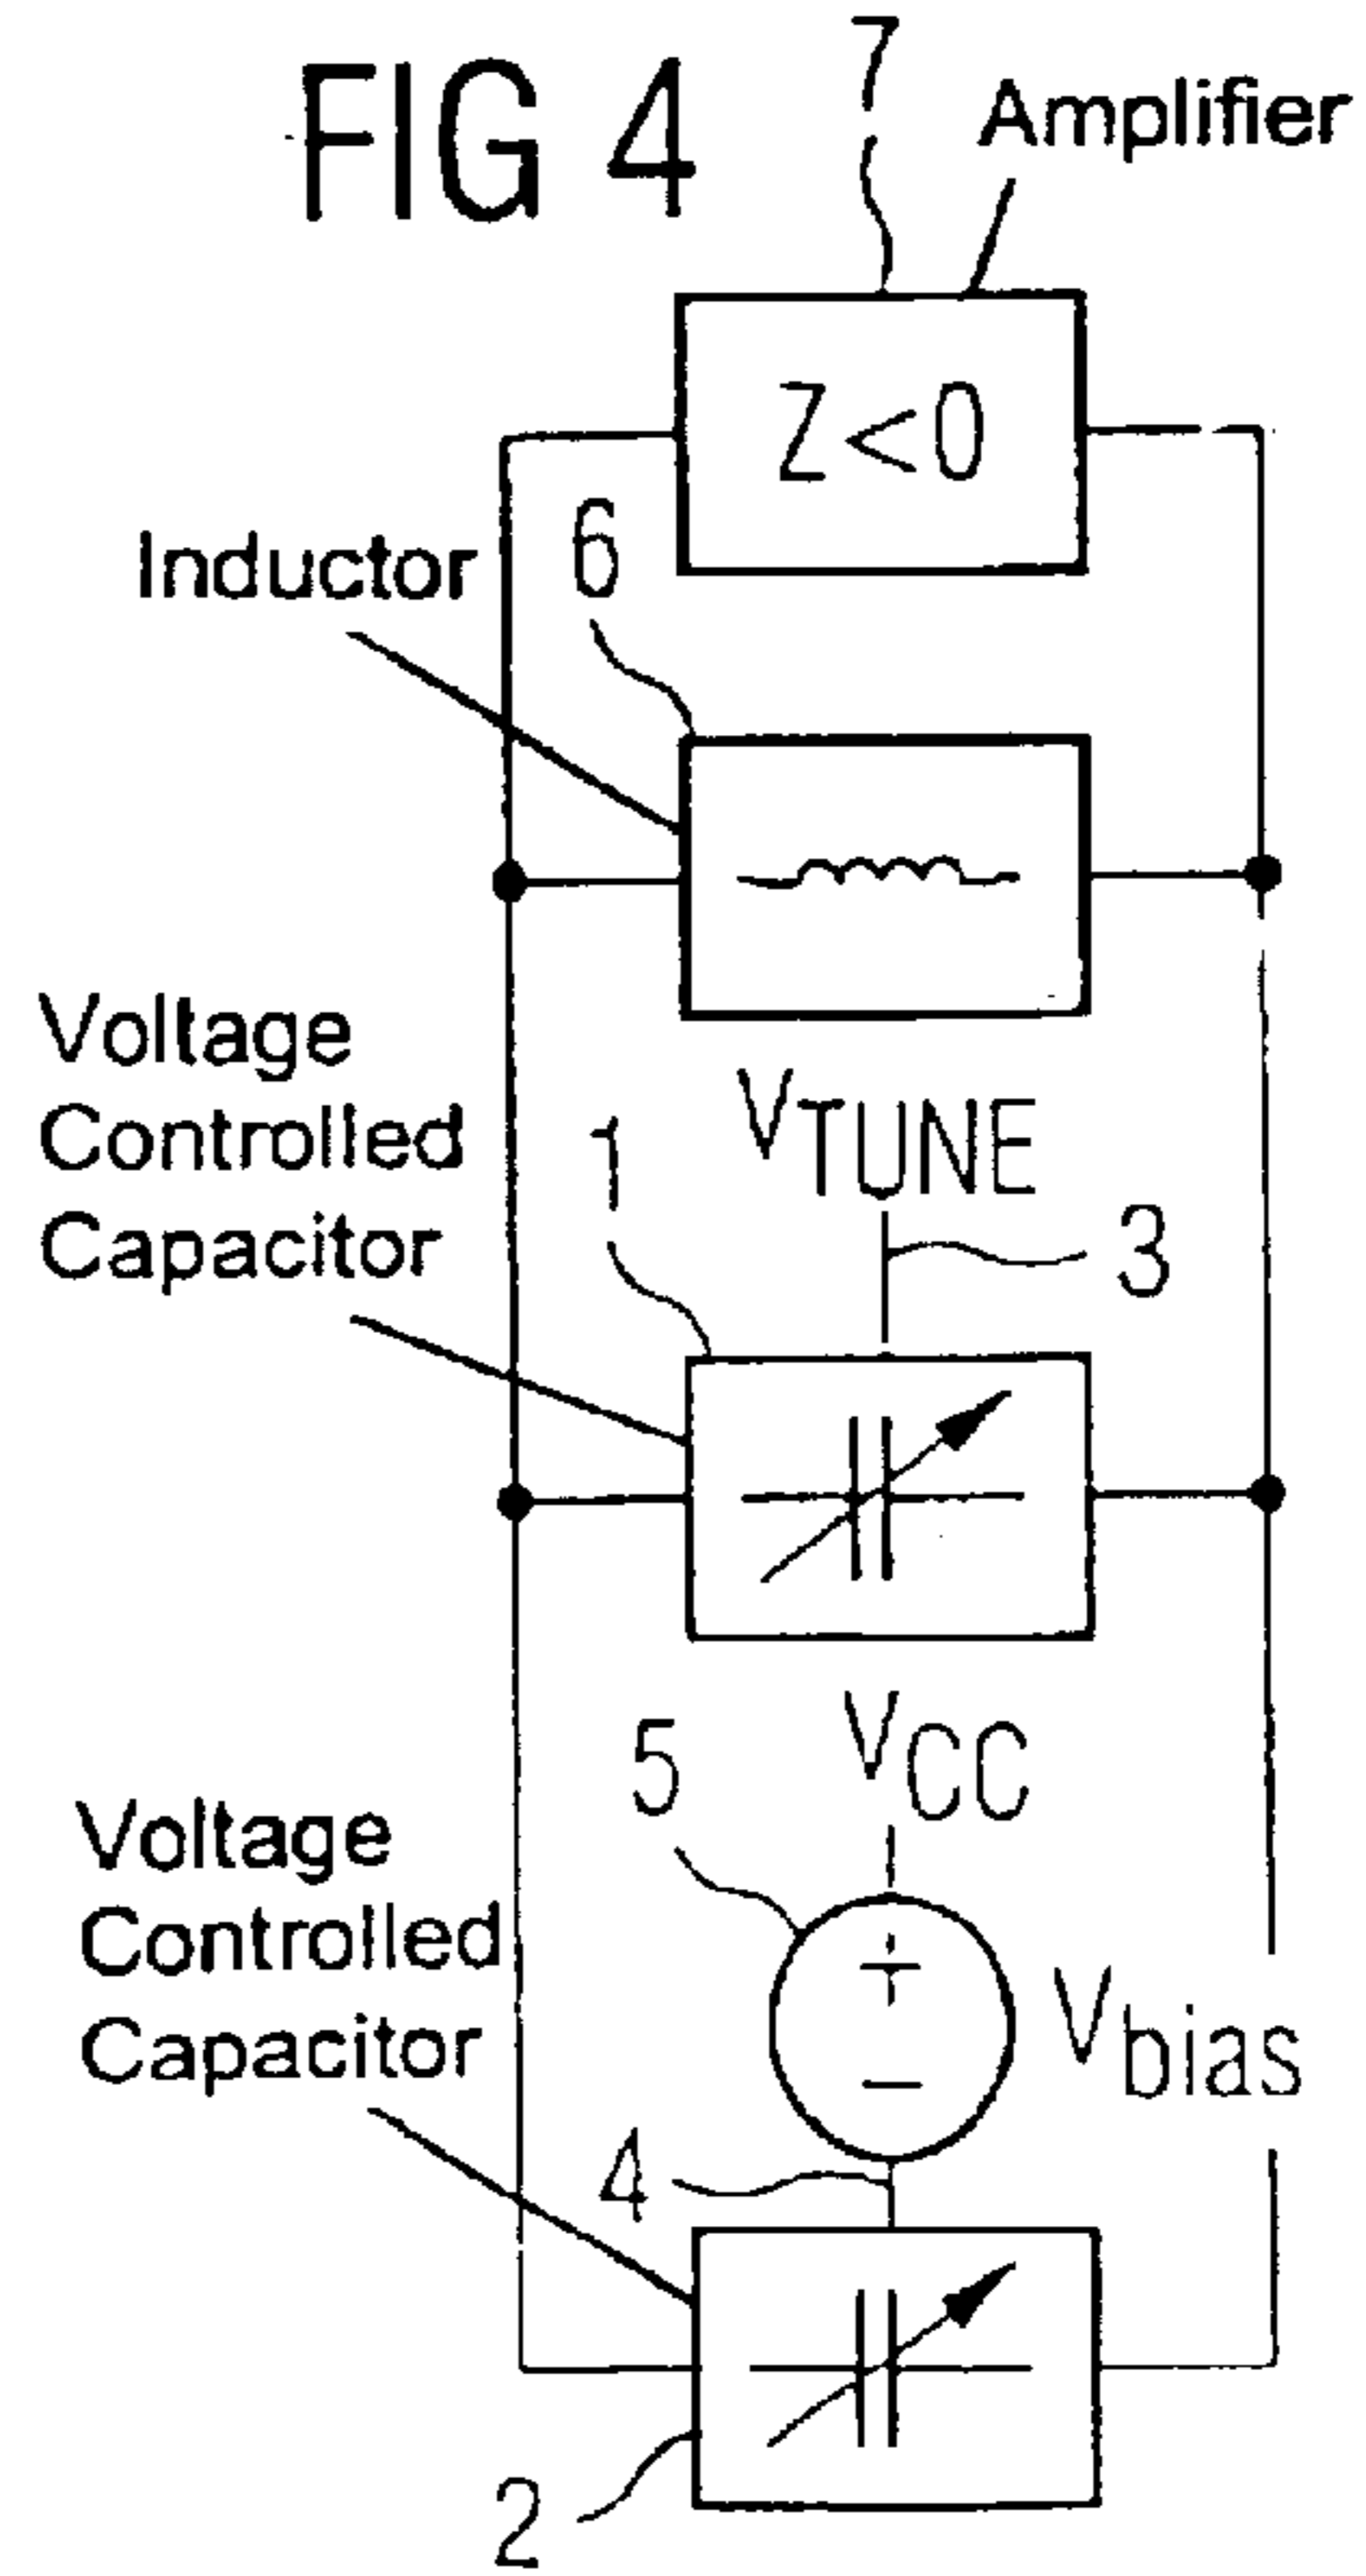 FIG 4
7
Amplifier
Z<0
Inductor
6
Voltage
Controlled
Capacitor
1
VTUNE
3
VCC
5
Voltage
Controlled
Capacitor
+
Vbias
−
4
2